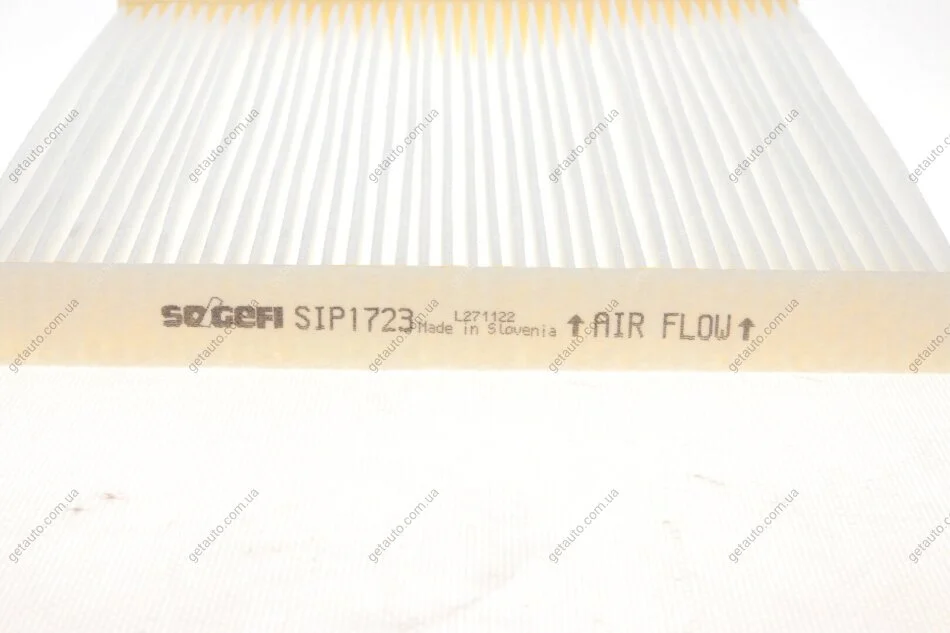 SOGEFI SIP1723 L271122 Made in Slovenia ↑ AIR FLOW ↑
getauto.com.ua